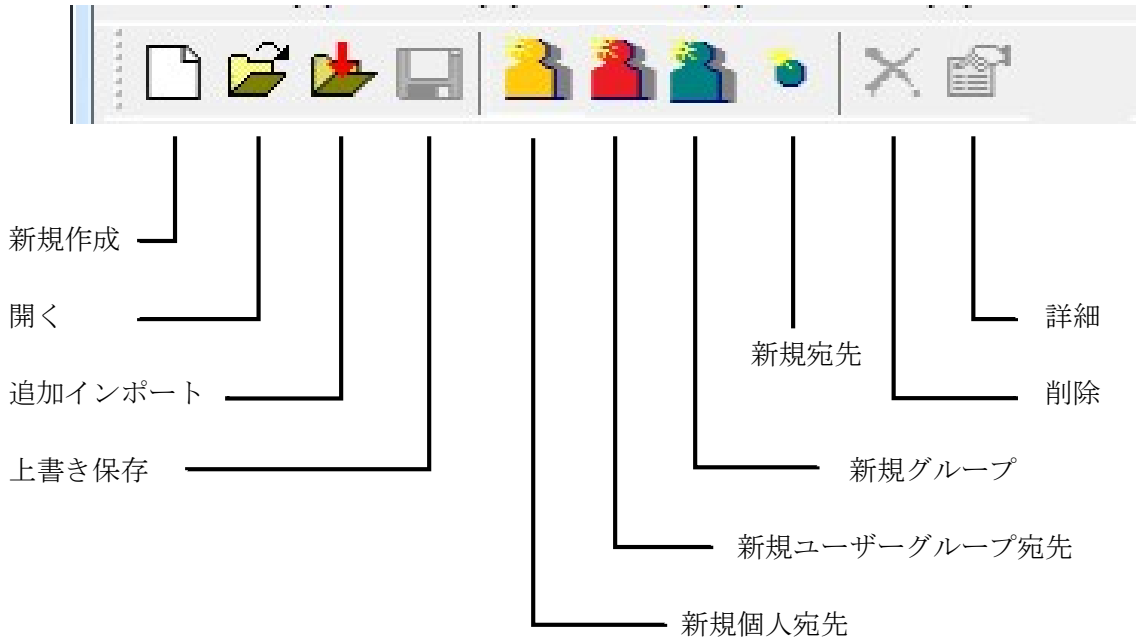 新規作成
開く
詳細
新規宛先
追加インポート
削除
上書き保存
新規グループ
新規ユーザーグループ宛先
新規個人宛先